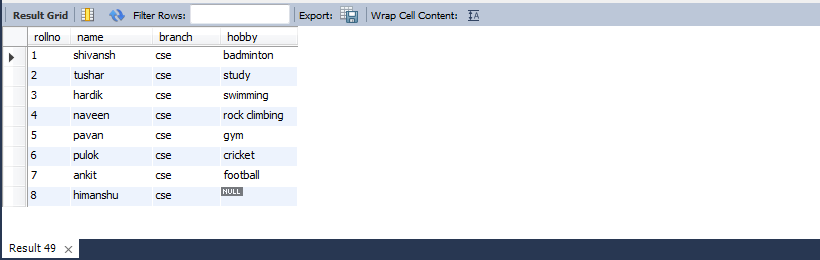 Result Grid Filter Rows: Export: Wrap Cell Content:
rollno name branch hobby
1 shivansh cse badminton
2 tushar cse study
3 hardik cse swimming
4 naveen cse rock climbing
5 pavan cse gym
6 pulok cse cricket
7 ankit cse football
8 himanshu cse NULL
Result 49 ×